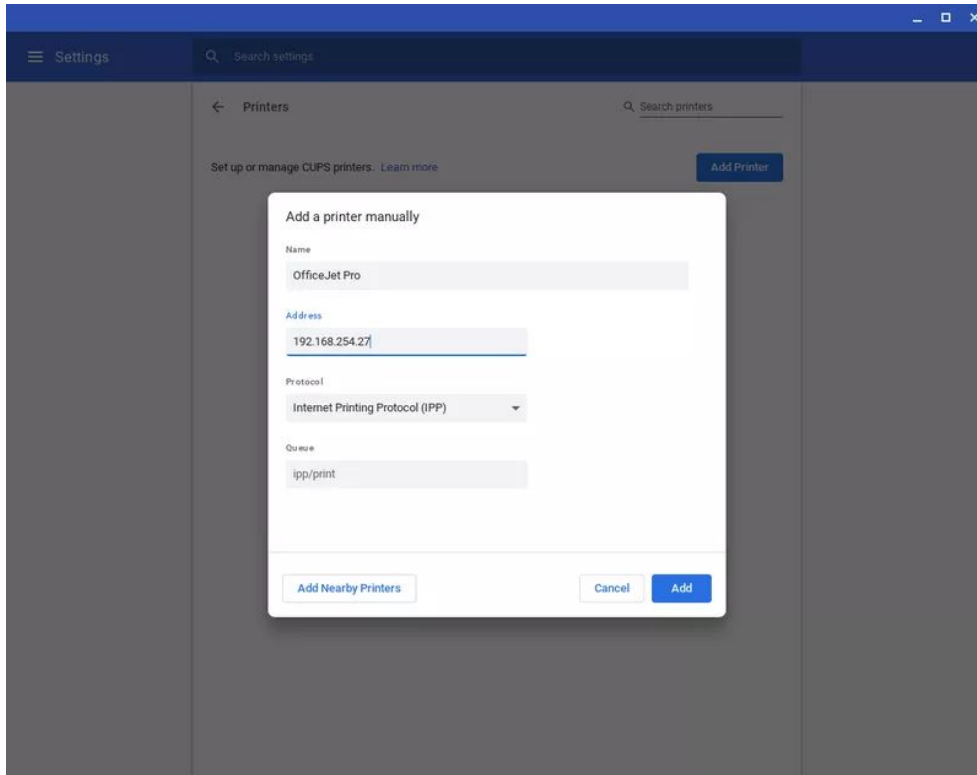 Settings
Search settings
Printers
Search printers
Set up or manage CUPS printers. Learn more
Add Printer
Add a printer manually
Name
OfficeJet Pro
Address
192.168.254.27
Protocol
Internet Printing Protocol (IPP)
Queue
ipp/print
Add Nearby Printers
Cancel
Add